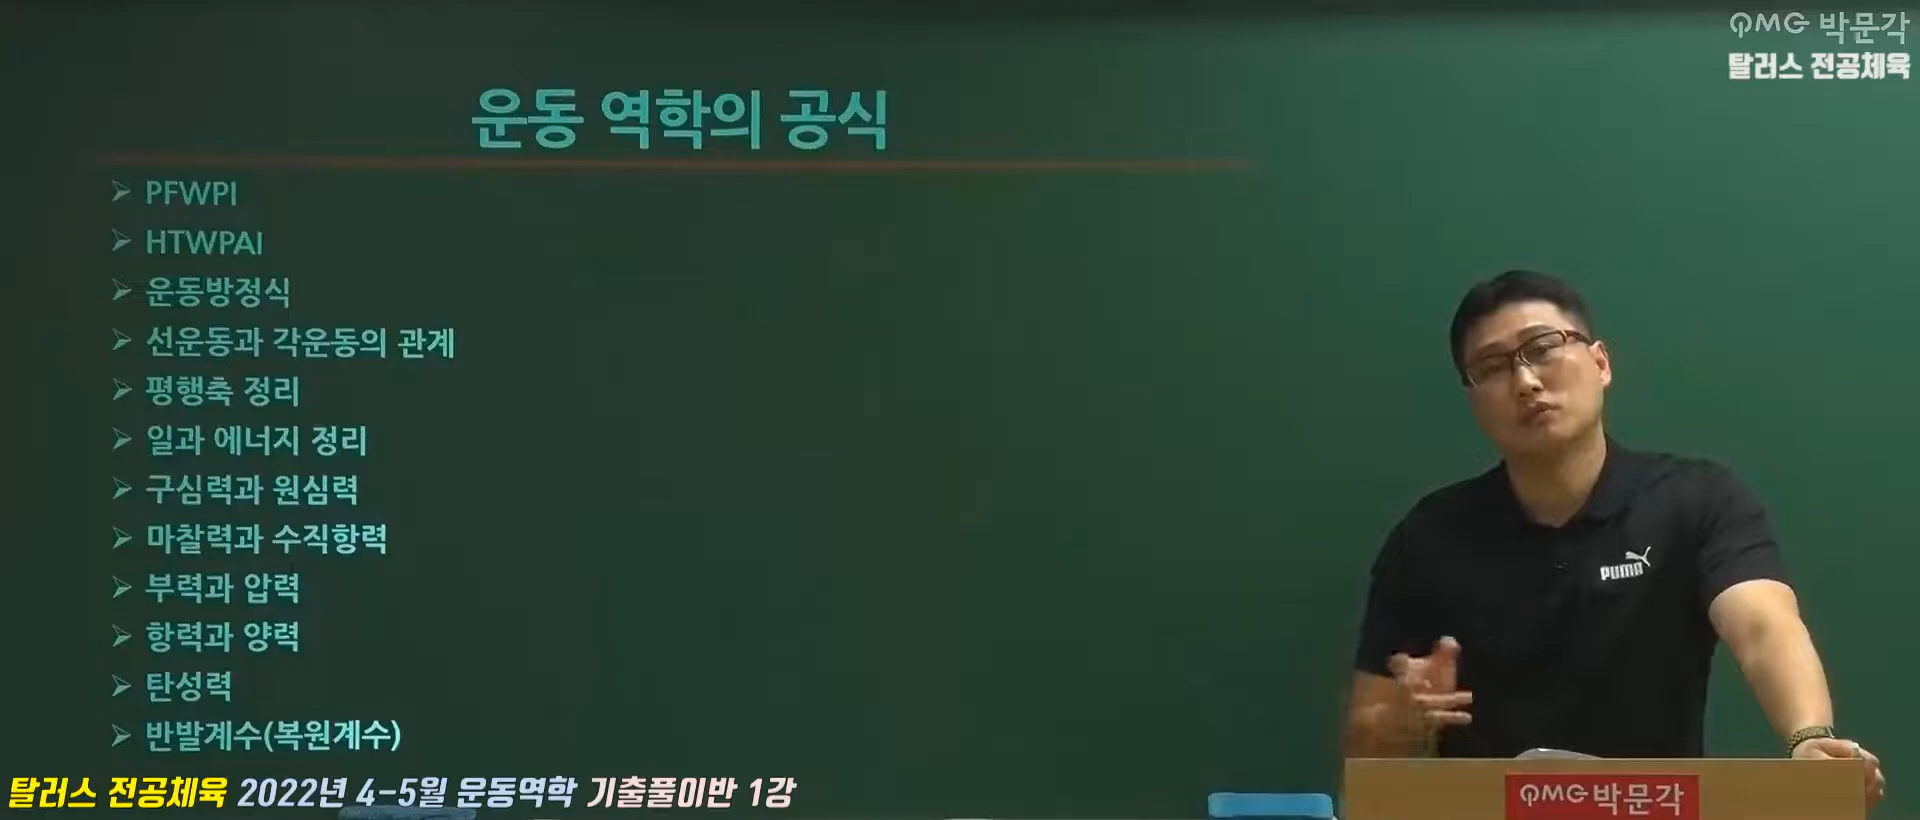 PMG 박문각
탈러스 전공체육
운동 역학의 공식
PFWPI
HTWPAI
운동방정식
선운동과 각운동의 관계
평행축 정리
일과 에너지 정리
구심력과 원심력
마찰력과 수직항력
부력과 압력
항력과 양력
탄성력
반발계수(복원계수)
PUMA
탈러스 전공체육 2022년 4-5월 운동역학 기출풀이반 1강
PMG 박문각